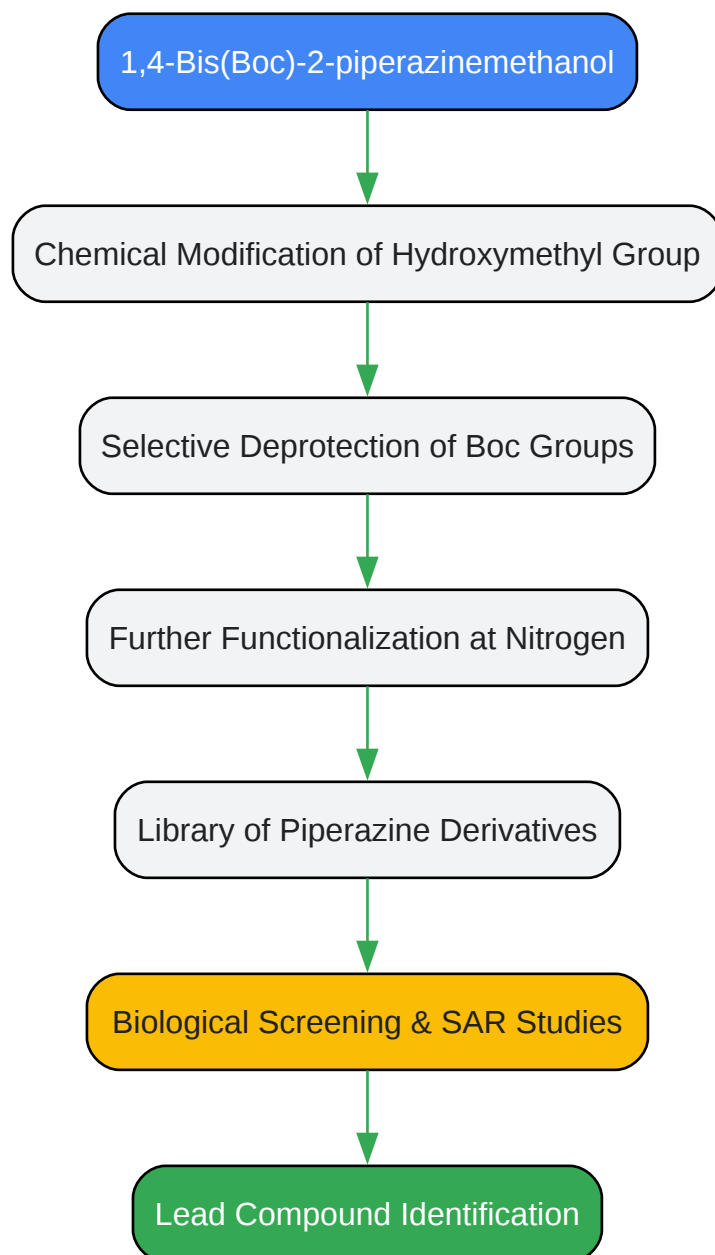 1,4-Bis(Boc)-2-piperazinemethanol
Chemical Modification of Hydroxymethyl Group
Selective Deprotection of Boc Groups
Further Functionalization at Nitrogen
Library of Piperazine Derivatives
Biological Screening & SAR Studies
Lead Compound Identification